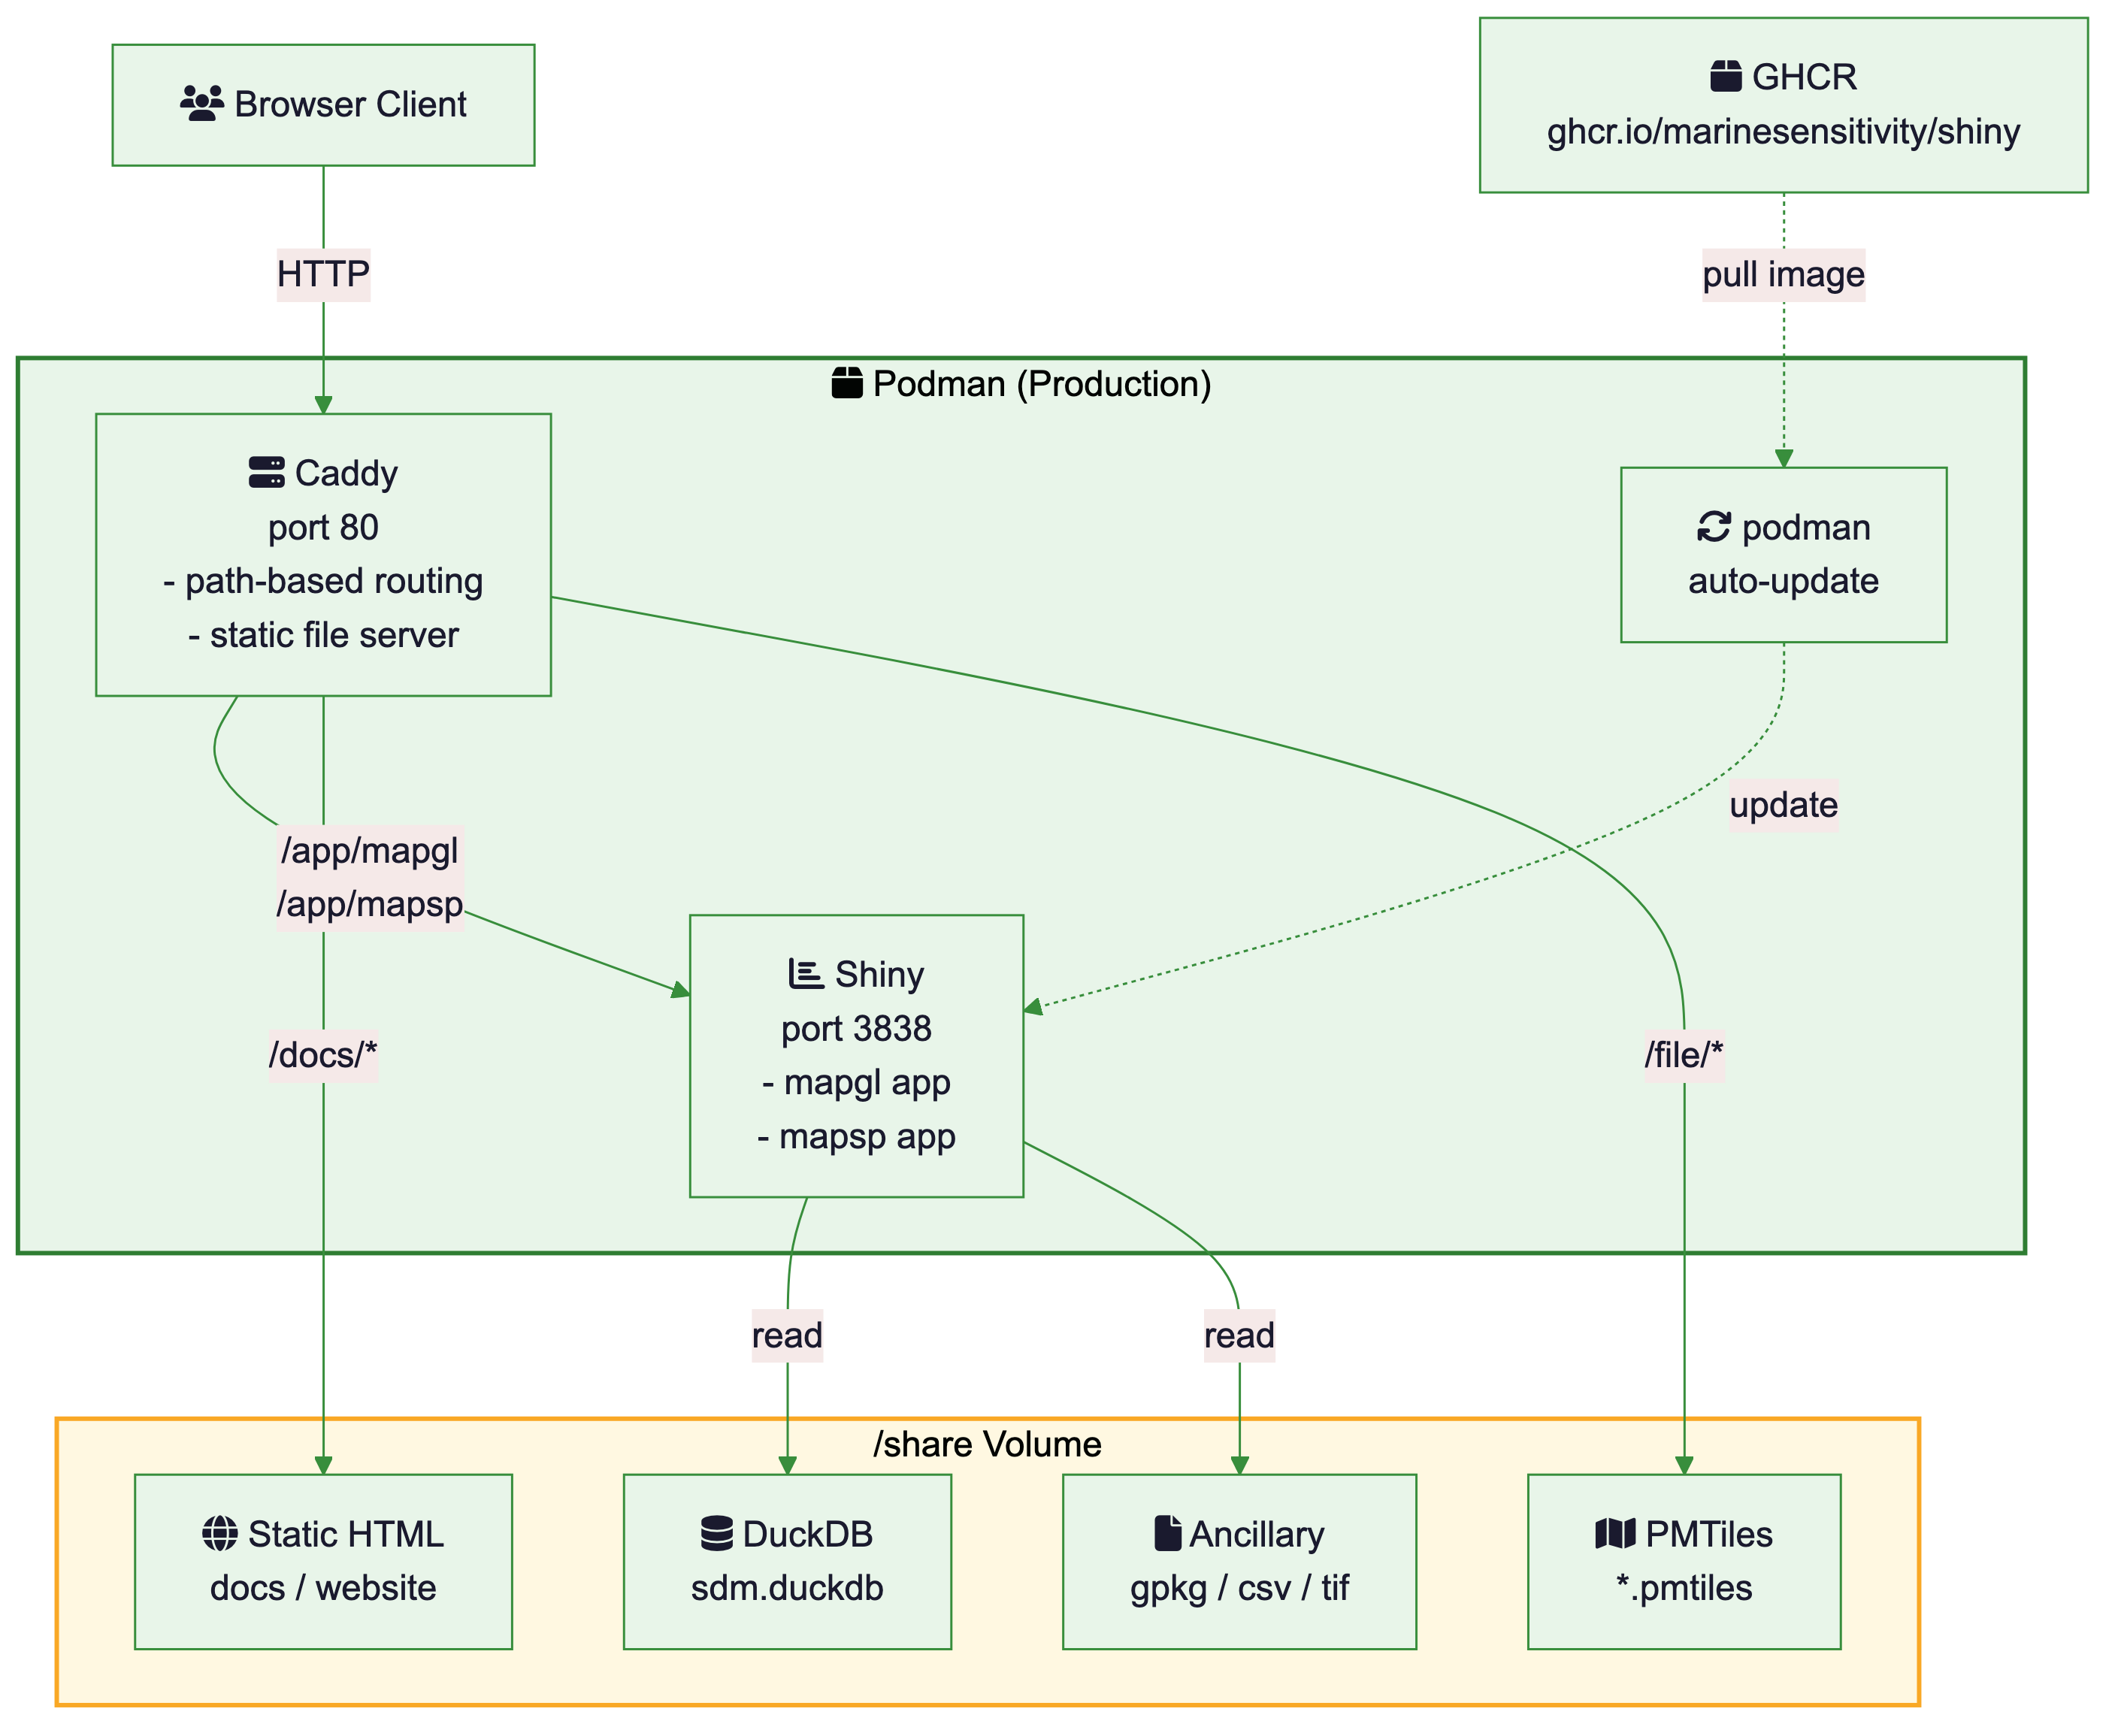 Browser Client
GHCR
ghcr.io/marinesensitivity/shiny
HTTP
pull image
Podman (Production)
Caddy
port 80
- path-based routing
- static file server
podman
auto-update
update
/app/mapgl
/app/mapsp
/docs/*
Shiny
port 3838
- mapgl app
- mapsp app
/file/*
read
read
/share Volume
Static HTML
docs / website
DuckDB
sdm.duckdb
Ancillary
gpkg / csv / tif
PMTiles
*.pmtiles